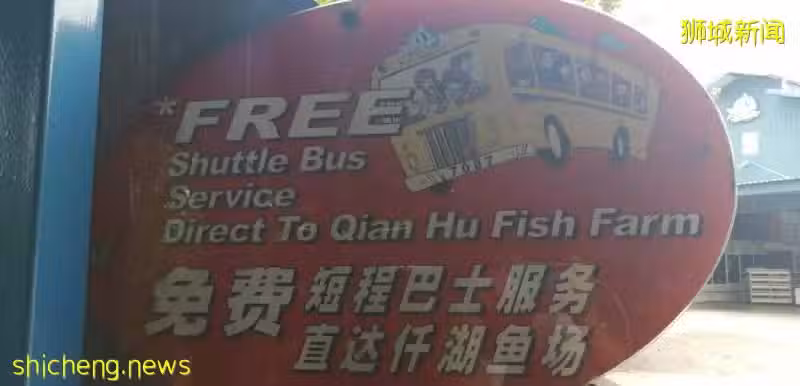 狮城新闻
*FREE
Shuttle Bus
Service
Direct To Qian Hu Fish Farm
免费 短程巴士服务
直达仟湖鱼场
shicheng.news